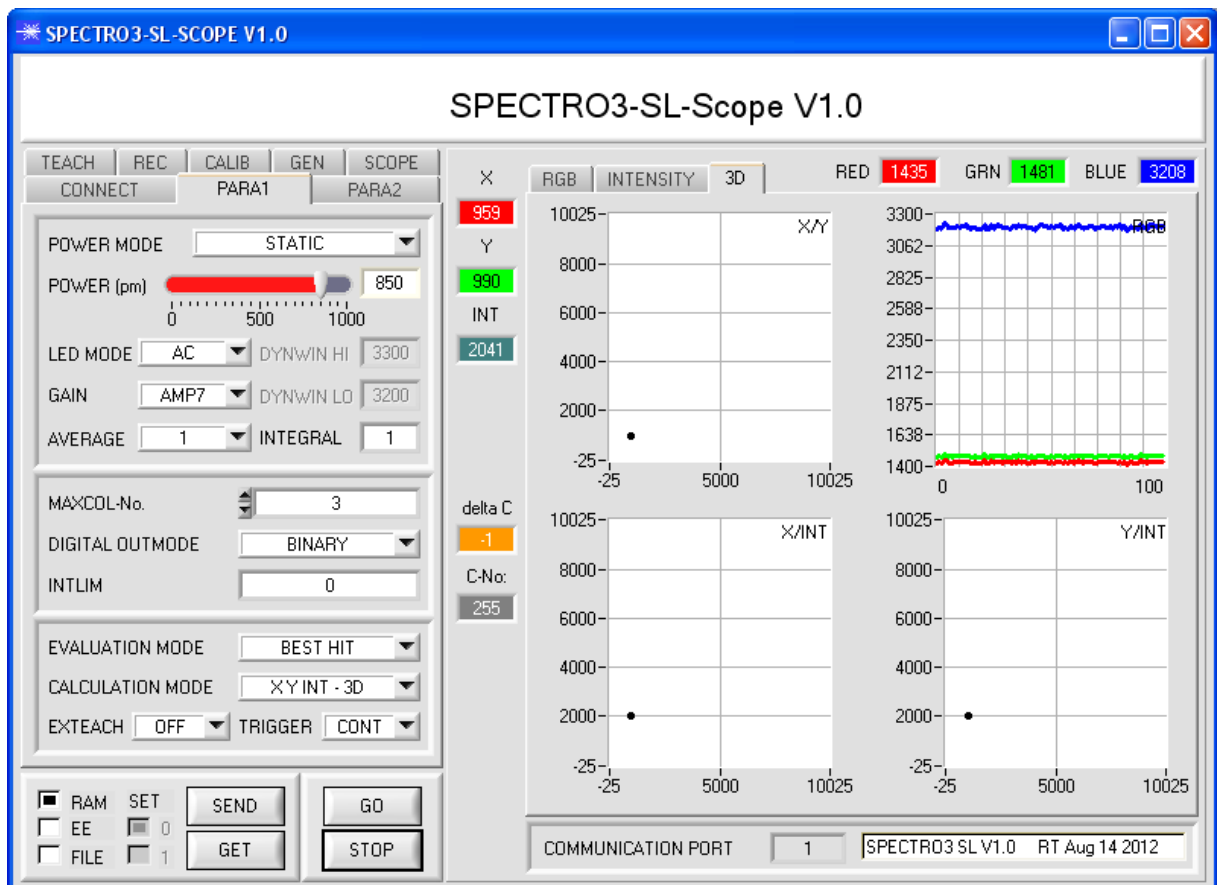 SPECTRO3-SL-SCOPE V1.0
SPECTRO3-SL-Scope V1.0
TEACH REC CALIB GEN SCOPE
CONNECT PARA1 PARA2
POWER MODE STATIC
POWER (pm) 850
0 500 1000
LED MODE AC DYNWIN HI 3300
GAIN AMP7 DYNWIN LO 3200
AVERAGE 1 INTEGRAL 1
MAXCOL-No. 3
DIGITAL OUTMODE BINARY
INTLIM 0
EVALUATION MODE BEST HIT
CALCULATION MODE X Y INT - 3D
EXTEACH OFF TRIGGER CONT
RAM SET SEND GO
EE 0
FILE 1 GET STOP
X
959
Y
990
INT
2041
delta C
-1
C-No:
255
RGB INTENSITY 3D RED 1435 GRN 1481 BLUE 3208
X/Y
10025
8000
6000
4000
2000
-25
-25 5000 10025
RGB
3300
3062
2825
2588
2350
2112
1875
1638
1400
0 100
X/INT
10025
8000
6000
4000
2000
-25
-25 5000 10025
Y/INT
10025
8000
6000
4000
2000
-25
-25 5000 10025
COMMUNICATION PORT 1 SPECTRO3 SL V1.0 RT Aug 14 2012